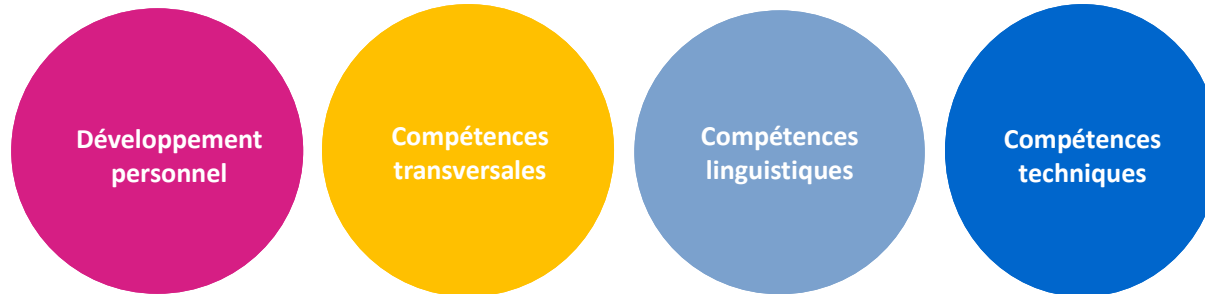 Développement
personnel
Compétences
transversales
Compétences
linguistiques
Compétences
techniques